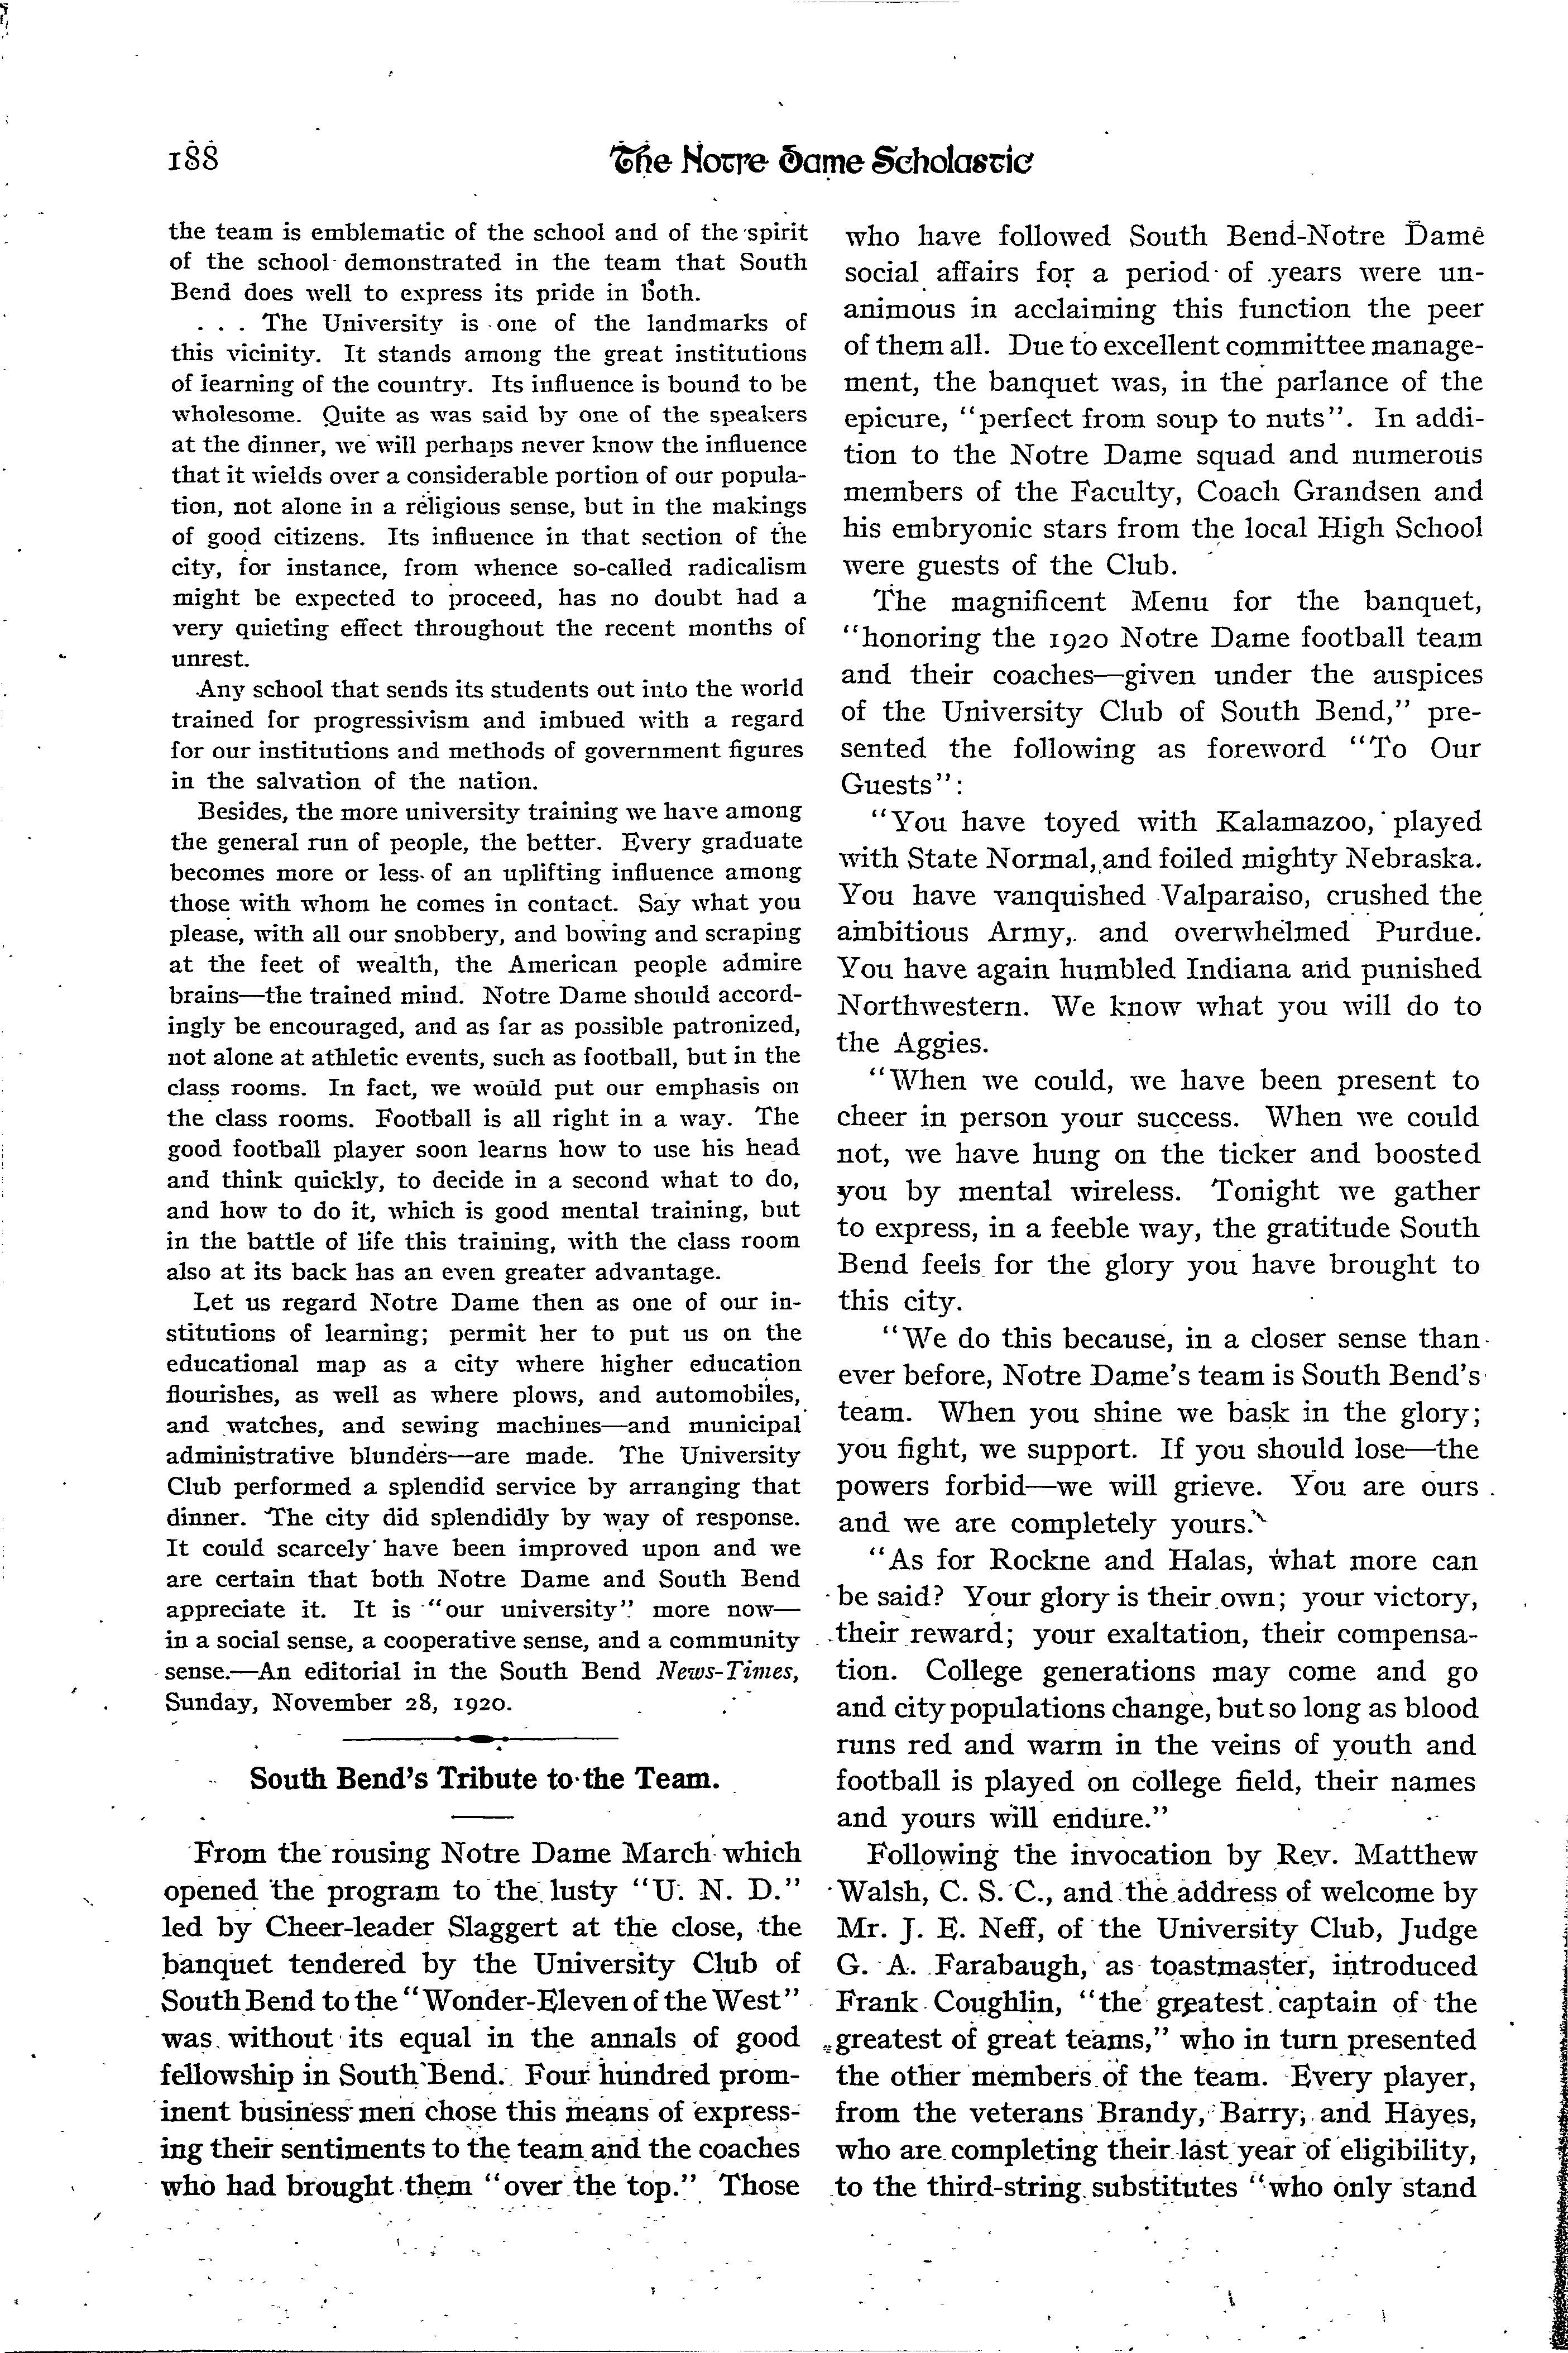 188
The Notre Dame Scholastic
the team is emblematic of the school and of the spirit
of the school demonstrated in the team that South
Bend does well to express its pride in both.
. . . The University is one of the landmarks of
this vicinity. It stands among the great institutions
of learning of the country. Its influence is bound to be
wholesome. Quite as was said by one of the speakers
at the dinner, we will perhaps never know the influence
that it wields over a considerable portion of our popula-
tion, not alone in a religious sense, but in the makings
of good citizens. Its influence in that section of the
city, for instance, from whence so-called radicalism
might be expected to proceed, has no doubt had a
very quieting effect throughout the recent months of
unrest.
Any school that sends its students out into the world
trained for progressivism and imbued with a regard
for our institutions and methods of government figures
in the salvation of the nation.
Besides, the more university training we have among
the general run of people, the better. Every graduate
becomes more or less of an uplifting influence among
those with whom he comes in contact. Say what you
please, with all our snobbery, and bowing and scraping
at the feet of wealth, the American people admire
brains—the trained mind. Notre Dame should accord-
ingly be encouraged, and as far as possible patronized,
not alone at athletic events, such as football, but in the
class rooms. In fact, we would put our emphasis on
the class rooms. Football is all right in a way. The
good football player soon learns how to use his head
and think quickly, to decide in a second what to do,
and how to do it, which is good mental training, but
in the battle of life this training, with the class room
also at its back has an even greater advantage.
Let us regard Notre Dame then as one of our in-
stitutions of learning; permit her to put us on the
educational map as a city where higher education
flourishes, as well as where plows, and automobiles,
and watches, and sewing machines—and municipal
administrative blunders—are made. The University
Club performed a splendid service by arranging that
dinner. The city did splendidly by way of response.
It could scarcely have been improved upon and we
are certain that both Notre Dame and South Bend
appreciate it. It is "our university" more now—
in a social sense, a cooperative sense, and a community
sense.—An editorial in the South Bend News-Times,
Sunday, November 28, 1920.
South Bend's Tribute to the Team.
From the rousing Notre Dame March which
opened the program to the lusty "U. N. D."
led by Cheer-leader Slaggert at the close, the
banquet tendered by the University Club of
South Bend to the "Wonder-Eleven of the West"
was without its equal in the annals of good
fellowship in South Bend. Four hundred prom-
inent business men chose this means of express-
ing their sentiments to the team and the coaches
who had brought them "over the top." Those
who have followed South Bend-Notre Dame
social affairs for a period of years were un-
animous in acclaiming this function the peer
of them all. Due to excellent committee manage-
ment, the banquet was, in the parlance of the
epicure, "perfect from soup to nuts". In addi-
tion to the Notre Dame squad and numerous
members of the Faculty, Coach Grandsen and
his embryonic stars from the local High School
were guests of the Club.
The magnificent Menu for the banquet,
"honoring the 1920 Notre Dame football team
and their coaches—given under the auspices
of the University Club of South Bend," pre-
sented the following as foreword "To Our
Guests":
"You have toyed with Kalamazoo, played
with State Normal, and foiled mighty Nebraska.
You have vanquished Valparaiso, crushed the
ambitious Army, and overwhelmed Purdue.
You have again humbled Indiana and punished
Northwestern. We know what you will do to
the Aggies.
"When we could, we have been present to
cheer in person your success. When we could
not, we have hung on the ticker and boosted
you by mental wireless. Tonight we gather
to express, in a feeble way, the gratitude South
Bend feels for the glory you have brought to
this city.
"We do this because, in a closer sense than
ever before, Notre Dame's team is South Bend's
team. When you shine we bask in the glory;
you fight, we support. If you should lose—the
powers forbid—we will grieve. You are ours
and we are completely yours.
"As for Rockne and Halas, what more can
be said? Your glory is their own; your victory,
their reward; your exaltation, their compensa-
tion. College generations may come and go
and city populations change, but so long as blood
runs red and warm in the veins of youth and
football is played on college field, their names
and yours will endure."
Following the invocation by Rev. Matthew
Walsh, C. S. C., and the address of welcome by
Mr. J. E. Neff, of the University Club, Judge
G. A. Farabaugh, as toastmaster, introduced
Frank Coughlin, "the greatest captain of the
greatest of great teams," who in turn presented
the other members of the team. Every player,
from the veterans Brandy, Barry, and Hayes,
who are completing their last year of eligibility,
to the third-string substitutes "who only stand